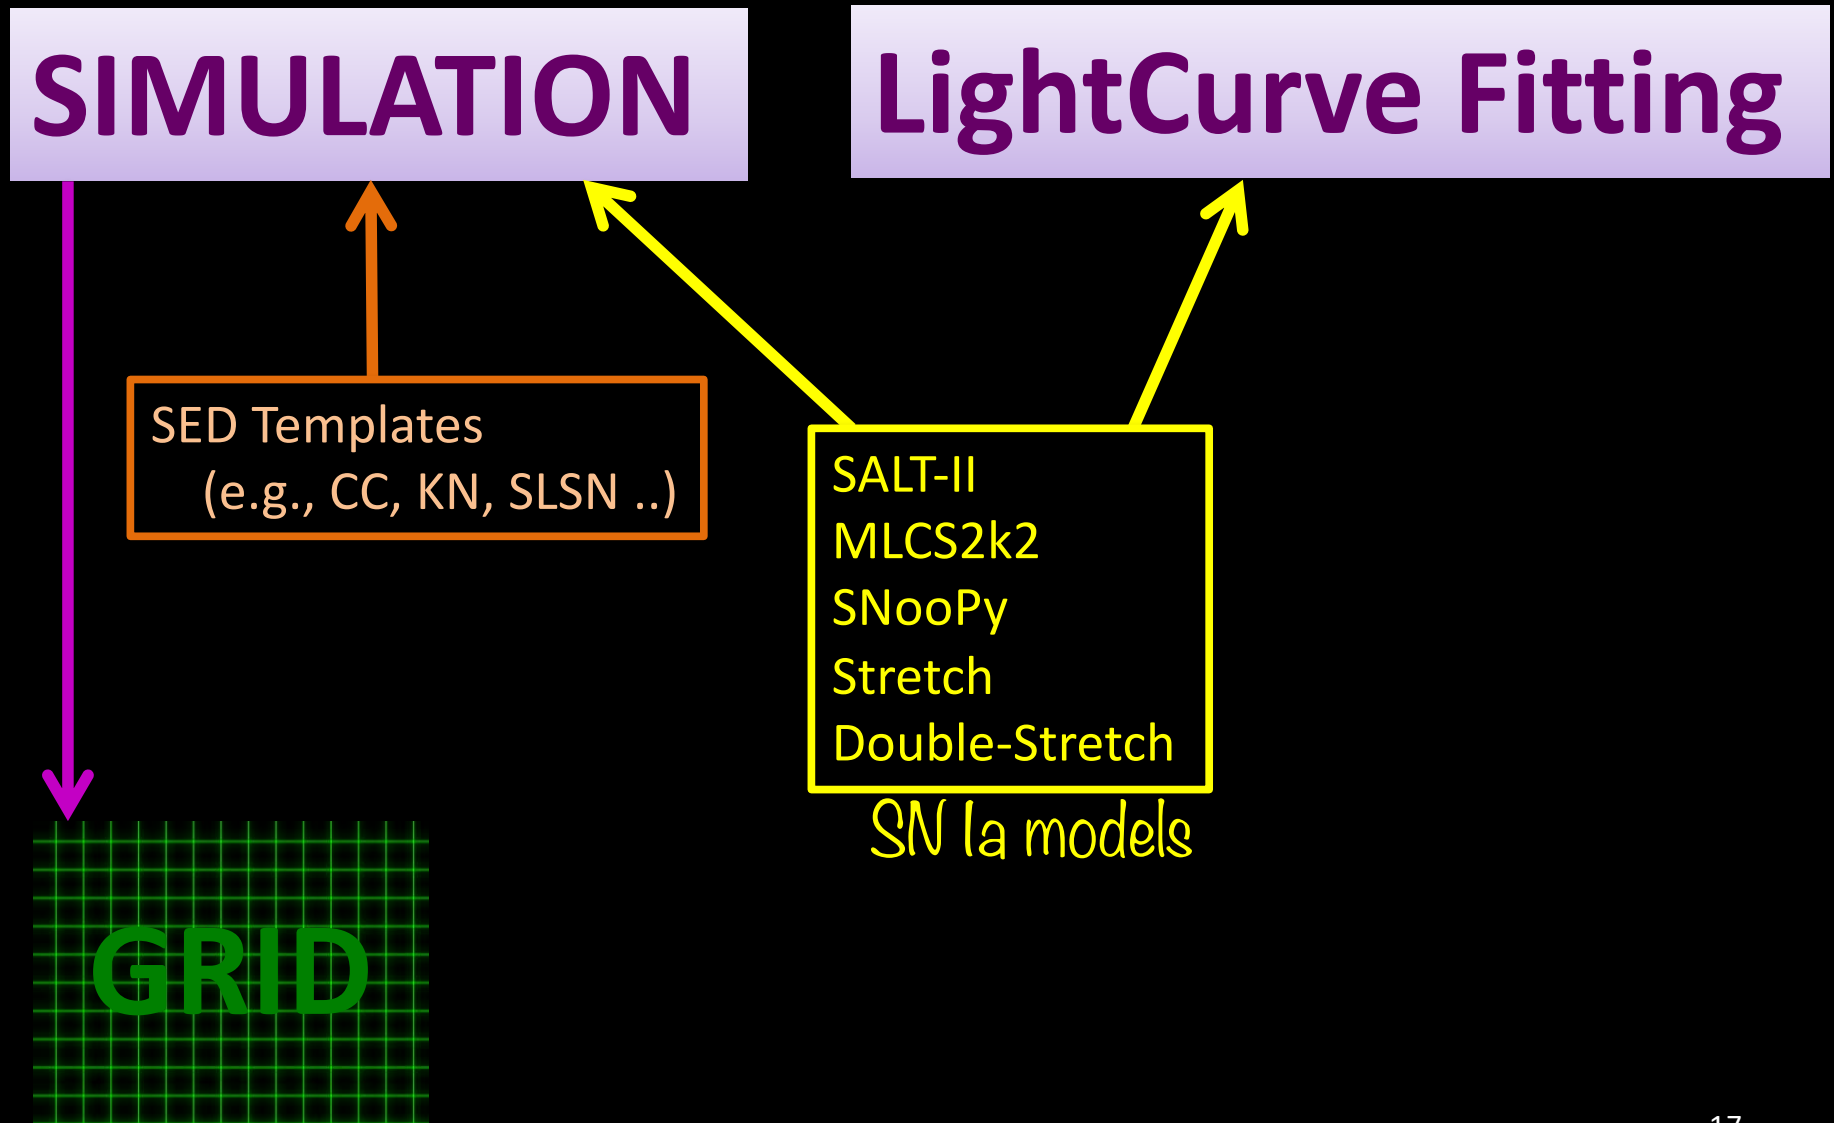 SIMULATION
LightCurve Fitting
SED Templates
(e.g., CC, KN, SLSN ..)
SALT-II
MLCS2k2
SNooPy
Stretch
Double-Stretch
SN Ia models
GRID
17